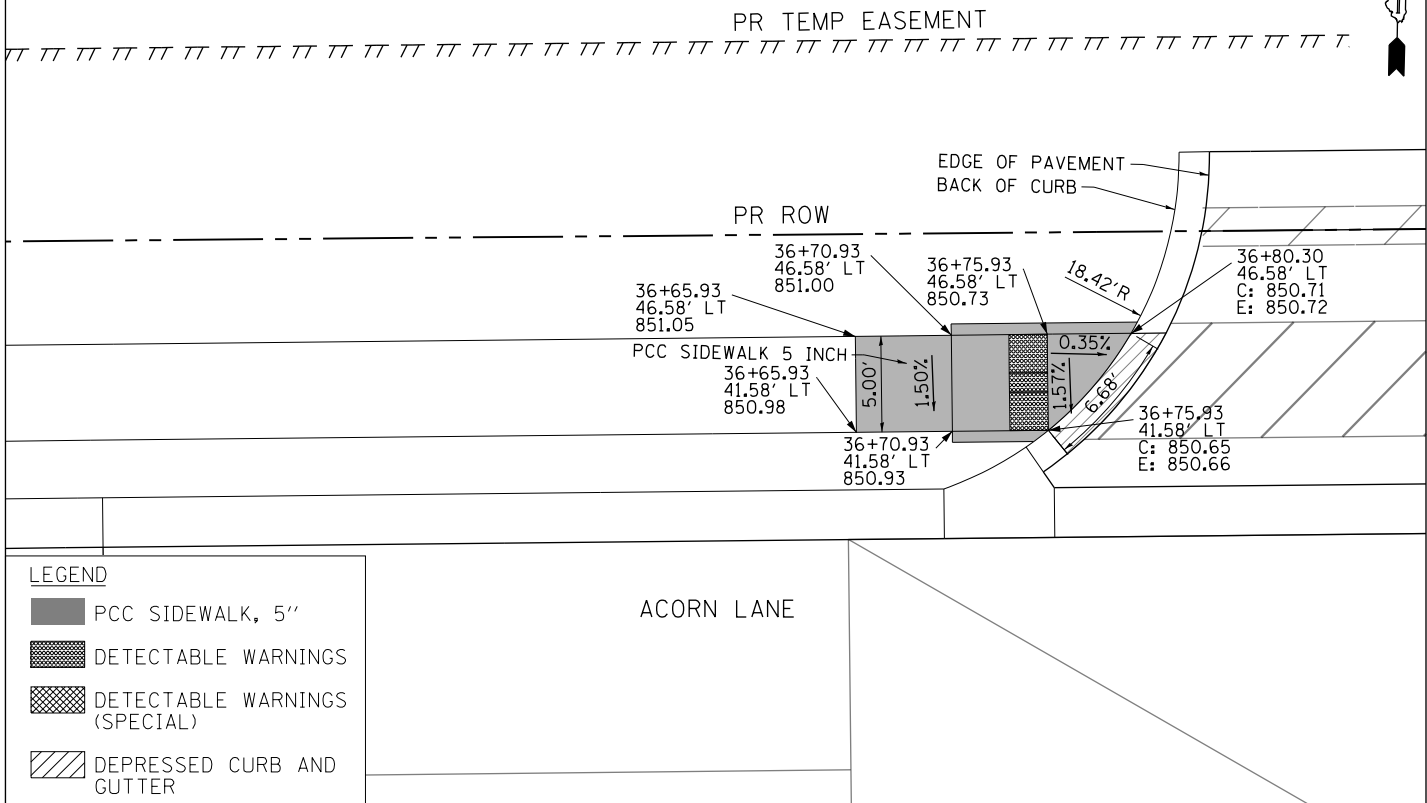 PR TEMP EASEMENT
EDGE OF PAVEMENT
BACK OF CURB
PR ROW
36+70.93
46.58' LT
851.00
36+75.93
46.58' LT
850.73
18.42'R
36+80.30
46.58' LT
C: 850.71
E: 850.72
36+65.93
46.58' LT
851.05
PCC SIDEWALK 5 INCH
36+65.93
41.58' LT
850.98
5.00'
1.50%
0.35%
1.57%
6.68'
36+75.93
41.58' LT
C: 850.65
E: 850.66
36+70.93
41.58' LT
850.93
ACORN LANE
LEGEND
PCC SIDEWALK, 5''
DETECTABLE WARNINGS
DETECTABLE WARNINGS
(SPECIAL)
DEPRESSED CURB AND
GUTTER